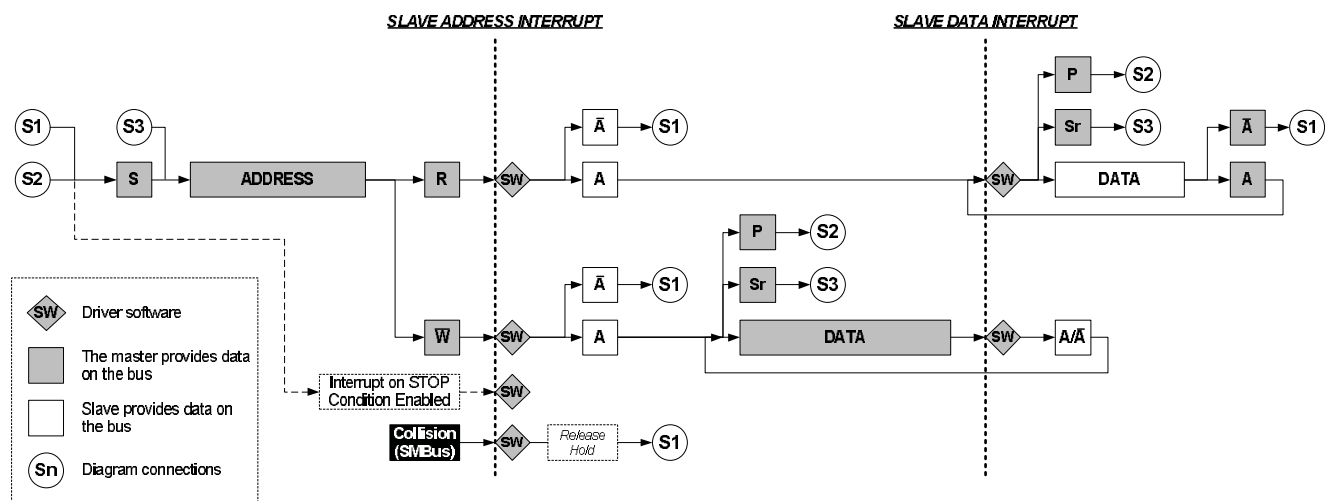 SLAVE ADDRESS INTERRUPT
SLAVE DATA INTERRUPT
P
S2
S1
S3
Ā
S1
Sr
S3
Ā
S1
S2
S
ADDRESS
R
SW
A
SW
DATA
A
P
S2
Ā
S1
Sr
S3
W̅
SW
A
DATA
SW
A/Ā
Interrupt on STOP
Condition Enabled
SW
Collision
(SMBus)
SW
Release
Hold
S1
SW
Driver software
The master provides data
on the bus
Slave provides data on
the bus
Sn
Diagram connections